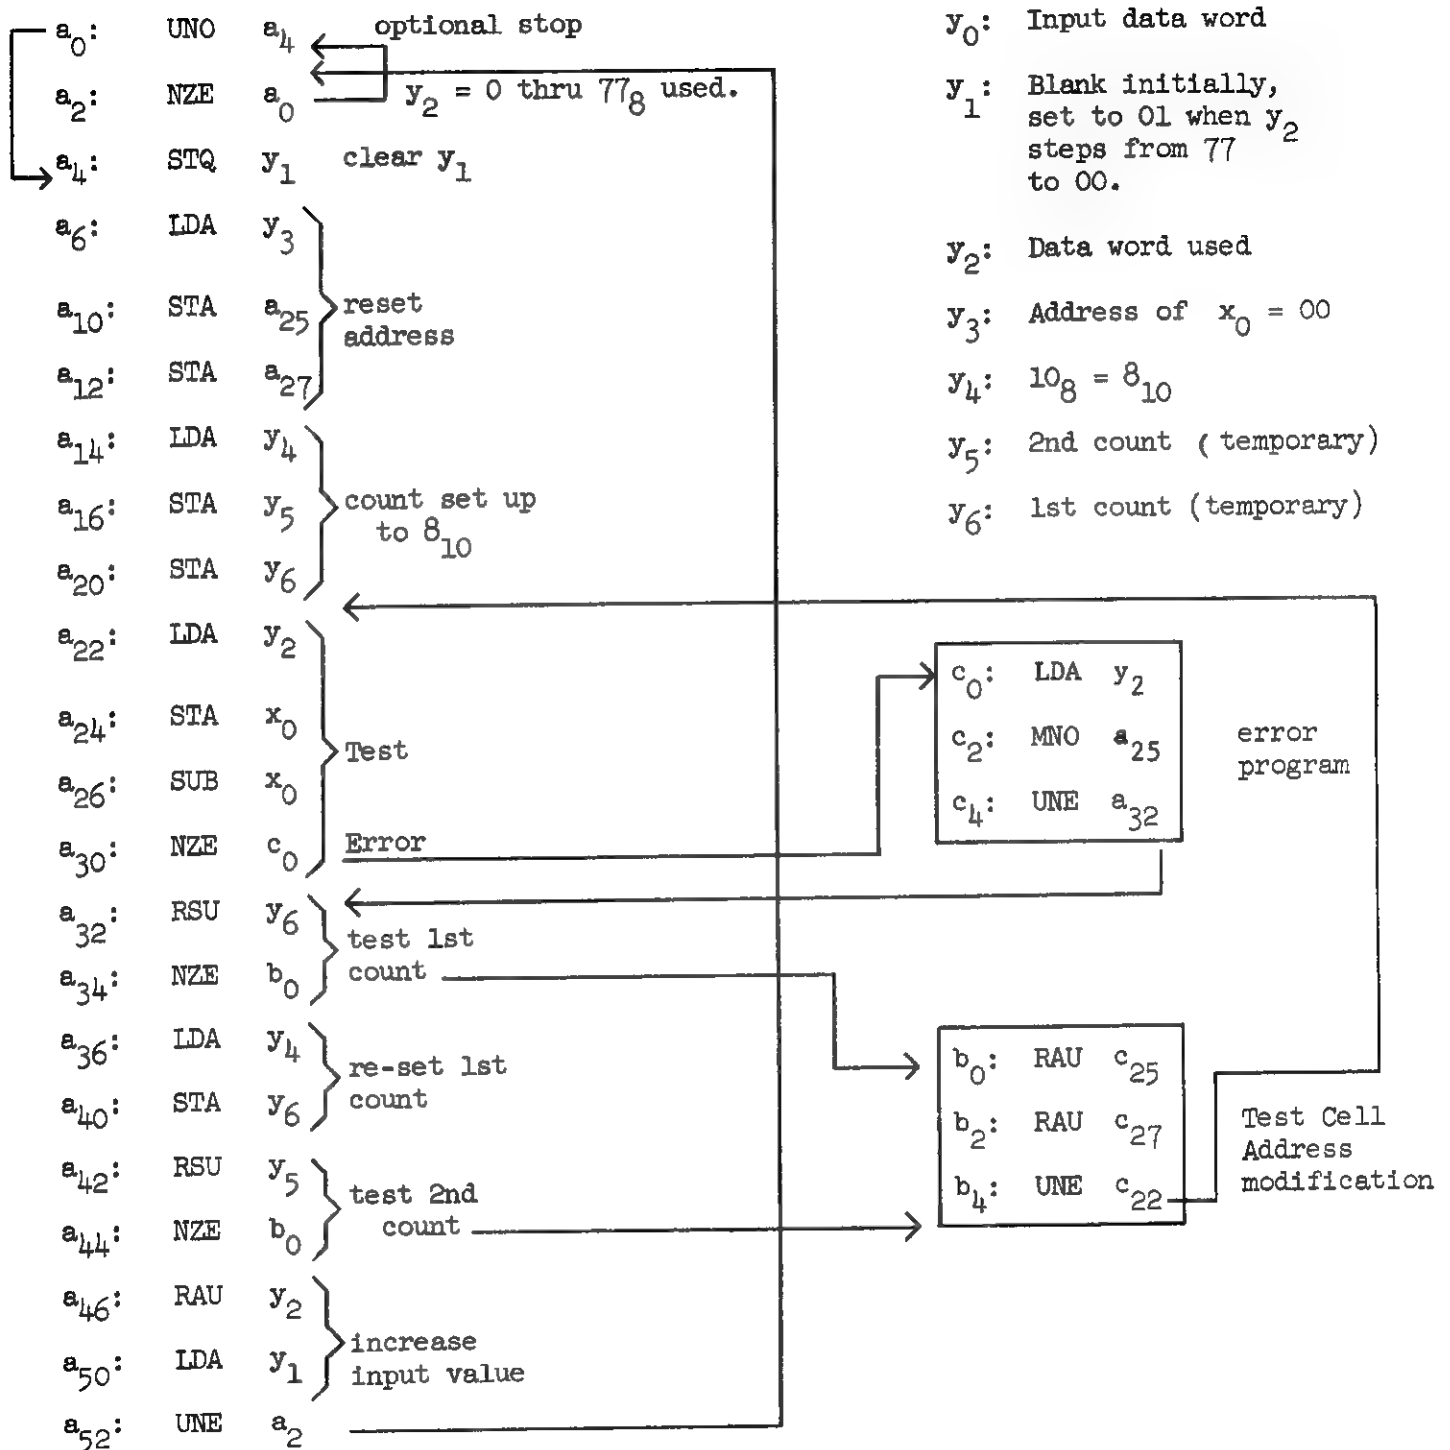 a₀: UNO a₄ optional stop
a₂: NZE a₀ y₂ = 0 thru 77₈ used.
a₄: STQ y₁ clear y₁
a₆: LDA y₃
a₁₀: STA a₂₅ reset
address
a₁₂: STA a₂₇
a₁₄: LDA y₄
a₁₆: STA y₅ count set up
to 8₁₀
a₂₀: STA y₆
a₂₂: LDA y₂
a₂₄: STA x₀
Test
a₂₆: SUB x₀
a₃₀: NZE c₀ Error
a₃₂: RSU y₆
test 1st
a₃₄: NZE b₀ count
a₃₆: LDA y₄
re-set 1st
a₄₀: STA y₆ count
a₄₂: RSU y₅
test 2nd
a₄₄: NZE b₀ count
a₄₆: RAU y₂
increase
a₅₀: LDA y₁ input value
a₅₂: UNE a₂
y₀: Input data word
y₁: Blank initially,
set to 01 when y₂
steps from 77
to 00.
y₂: Data word used
y₃: Address of x₀ = 00
y₄: 10₈ = 8₁₀
y₅: 2nd count (temporary)
y₆: 1st count (temporary)
c₀: LDA y₂
c₂: MNO a₂₅
c₄: UNE a₃₂
error
program
b₀: RAU c₂₅
b₂: RAU c₂₇
b₄: UNE c₂₂
Test Cell
Address
modification